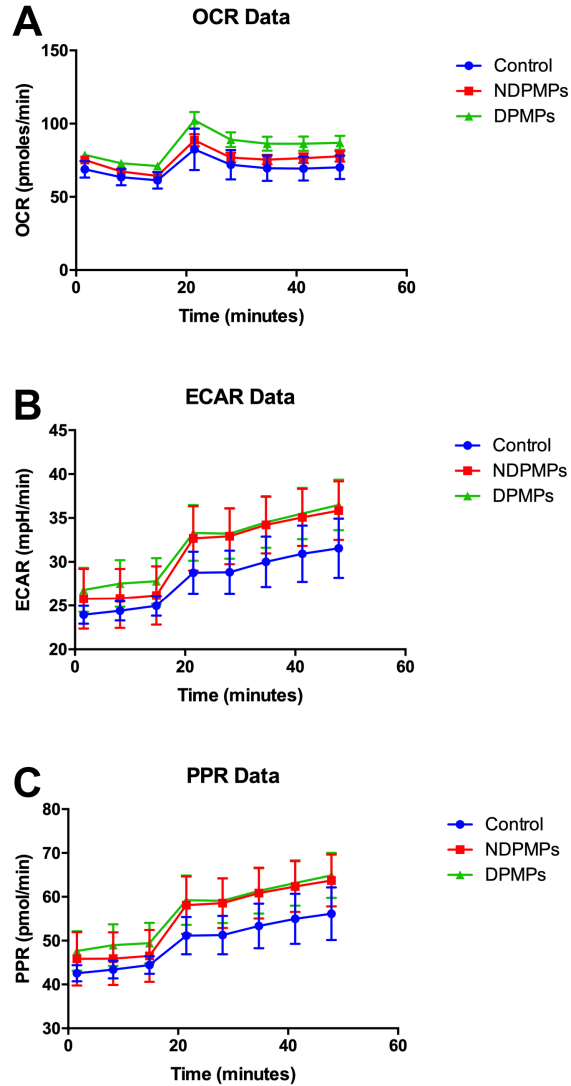 A
OCR Data
150
100
50
0
OCR (pmoles/min)
0 20 40 60
Time (minutes)
Control
NDPMPs
DPMPs
B
ECAR Data
45
40
35
30
25
20
ECAR (mpH/min)
0 20 40 60
Time (minutes)
Control
NDPMPs
DPMPs
C
PPR Data
80
70
60
50
40
30
PPR (pmol/min)
0 20 40 60
Time (minutes)
Control
NDPMPs
DPMPs